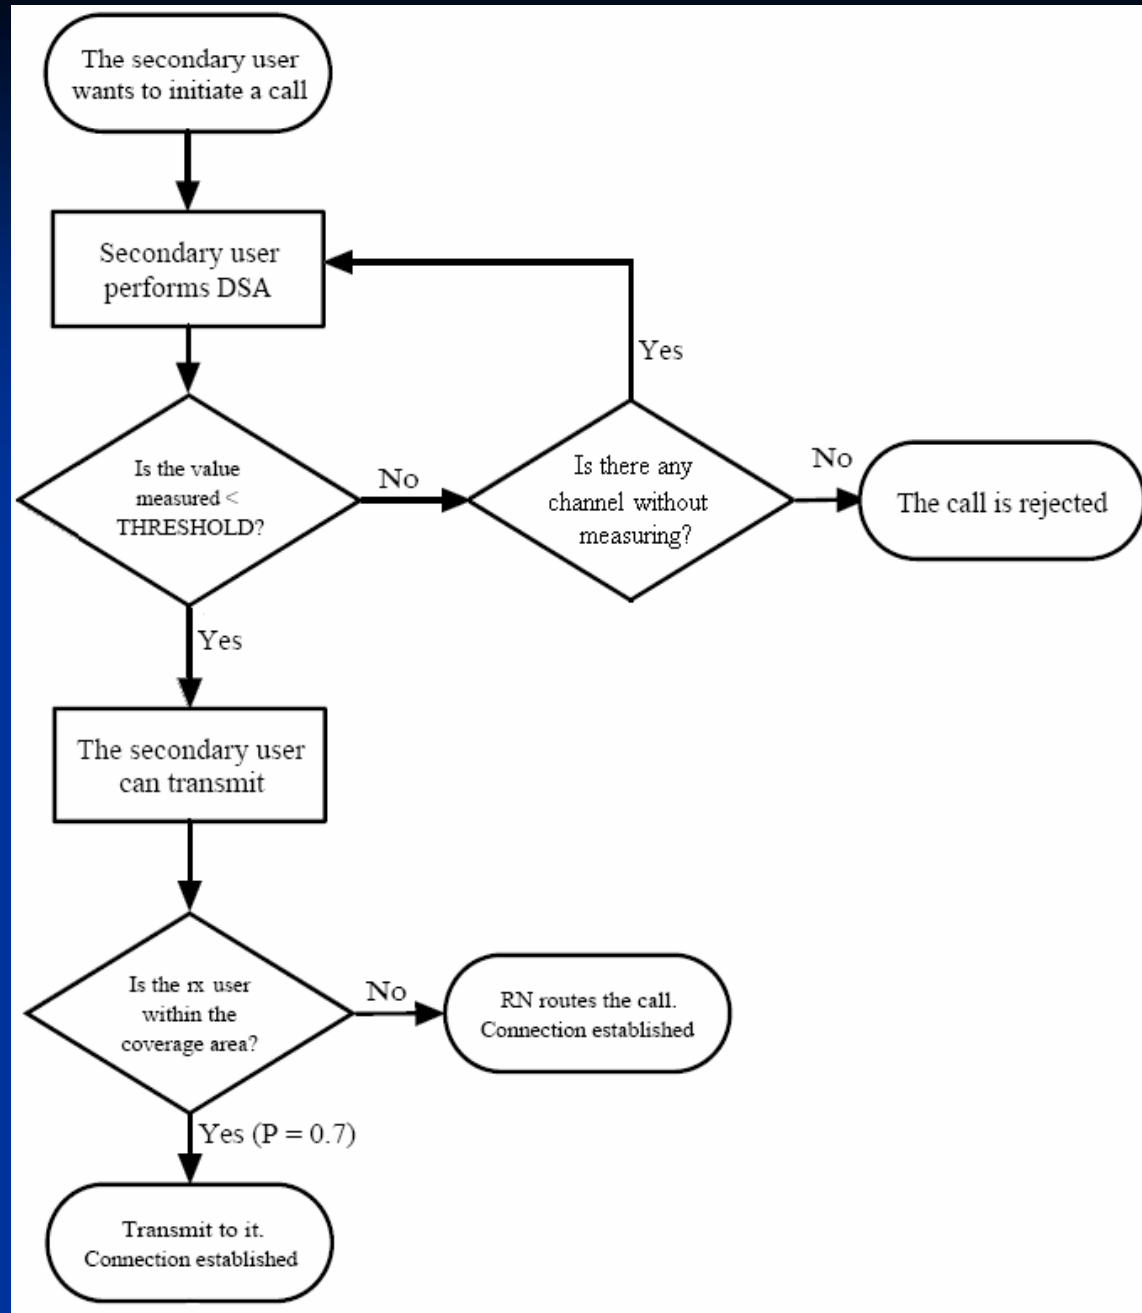 The secondary user
wants to initiate a call
Secondary user
performs DSA
Yes
Is the value
measured <
THRESHOLD?
No
Is there any
channel without
measuring?
No
The call is rejected
Yes
The secondary user
can transmit
Is the rx user
within the
coverage area?
No
RN routes the call.
Connection established
Yes (P = 0.7)
Transmit to it.
Connection established